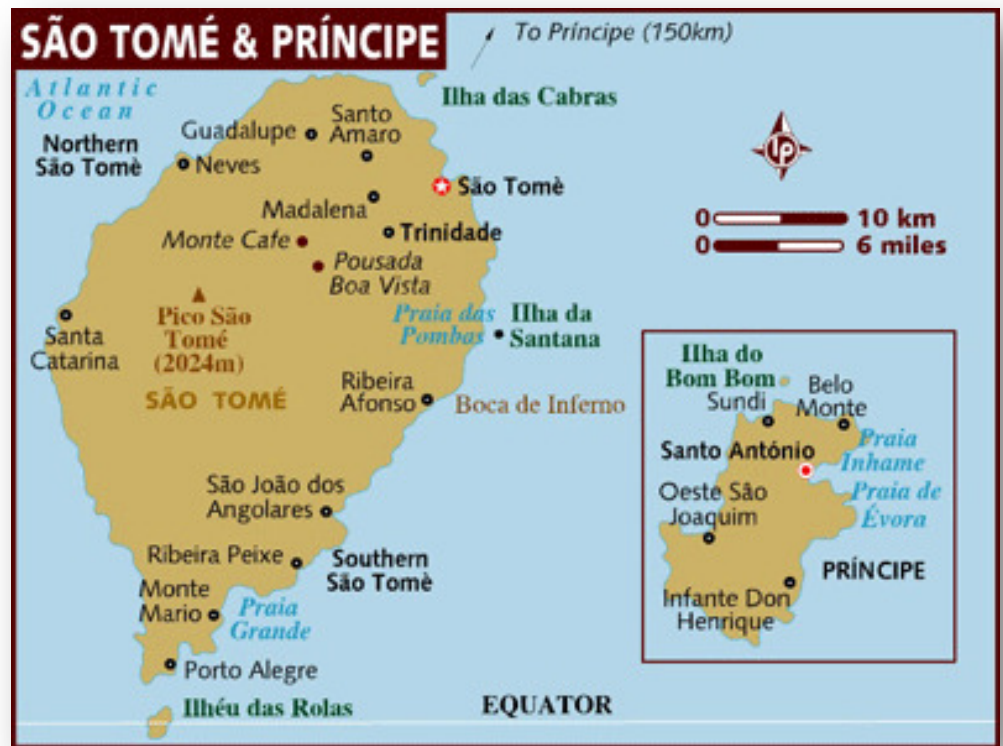 SÃO TOMÉ & PRÍNCIPE
To Príncipe (150km)
Atlantic
Ocean
Ilha das Cabras
Santo
Amaro
Guadalupe
Northern
São Tomè
Neves
lp
São Tomè
Madalena
0 10 km
0 6 miles
Trinidade
Monte Cafe
Pousada
Boa Vista
Pico São
Tomé
(2024m)
Praia das
Pombas
Ilha da
Santana
Santa
Catarina
SÃO TOMÉ
Ribeira
Afonso
Boca de Inferno
Ilha do
Bom Bom
Sundi
Belo
Monte
Santo António
Praia
Inhame
Oeste São
Joaquim
Praia de
Évora
São João dos
Angolares
Ribeira Peixe
Southern
São Tomè
PRÍNCIPE
Monte
Mario
Praia
Grande
Infante Don
Henrique
Porto Alegre
Ilhéu das Rolas
EQUATOR